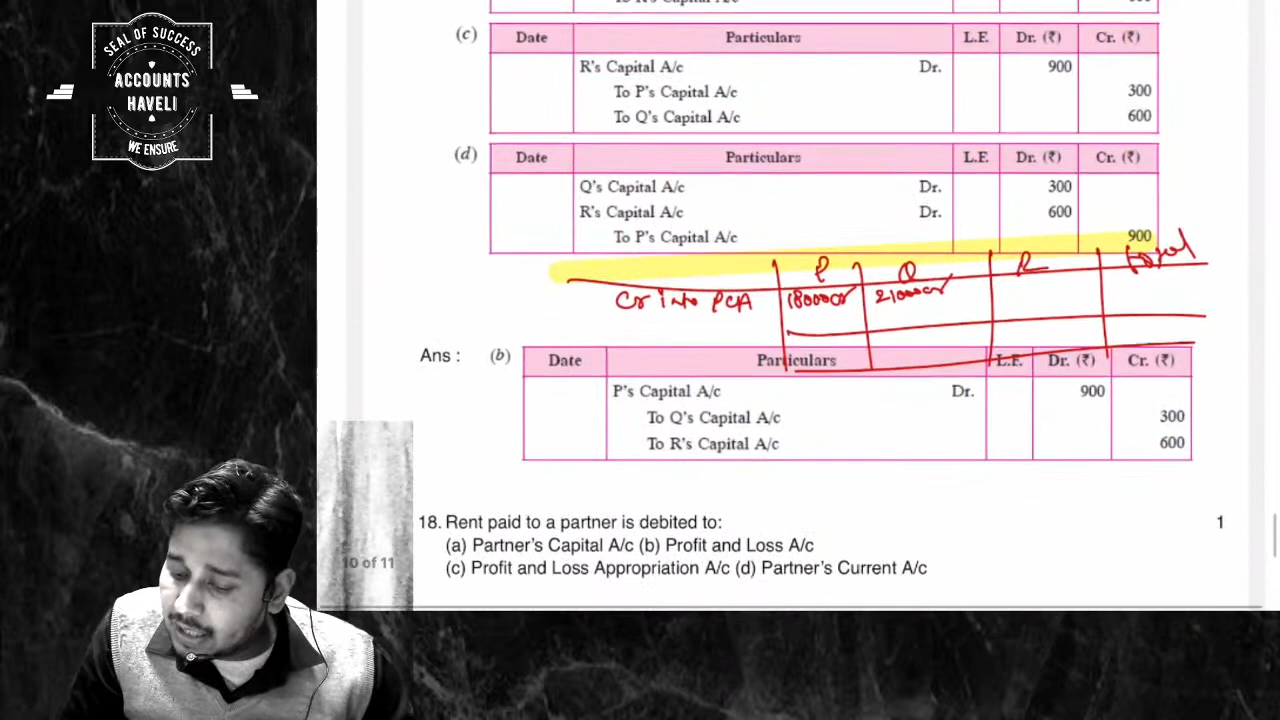 SEAL OF SUCCESS
ACCOUNTS
HAVELI
WE ENSURE
(c) Date Particulars L.F. Dr. (₹) Cr. (₹)
R's Capital A/c Dr. 900
To P's Capital A/c 300
To Q's Capital A/c 600
(d) Date Particulars L.F. Dr. (₹) Cr. (₹)
Q's Capital A/c Dr. 300
R's Capital A/c Dr. 600
To P's Capital A/c 900
P Q R Total
Cr into PCA 18000cr 21000cr
Ans : (b) Date Particulars L.F. Dr. (₹) Cr. (₹)
P's Capital A/c Dr. 900
To Q's Capital A/c 300
To R's Capital A/c 600
18. Rent paid to a partner is debited to: 1
(a) Partner's Capital A/c (b) Profit and Loss A/c
(c) Profit and Loss Appropriation A/c (d) Partner's Current A/c
10 of 11